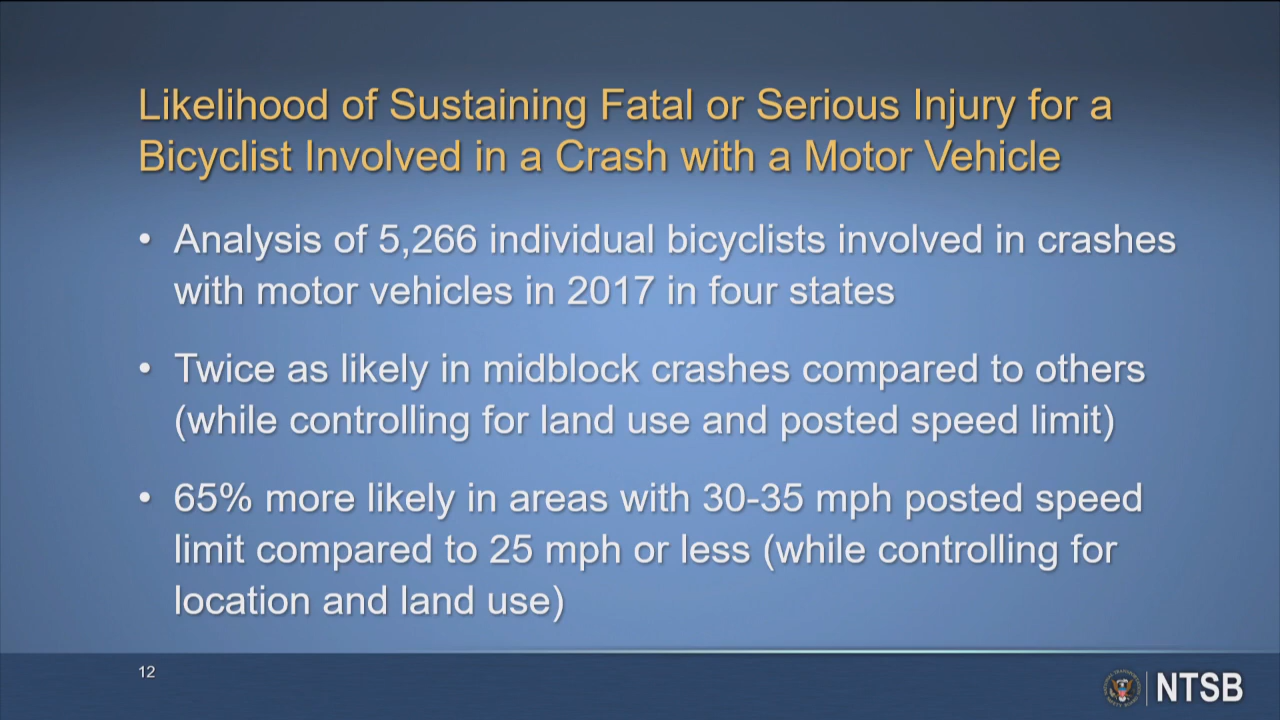 Likelihood of Sustaining Fatal or Serious Injury for a
Bicyclist Involved in a Crash with a Motor Vehicle
• Analysis of 5,266 individual bicyclists involved in crashes
with motor vehicles in 2017 in four states
• Twice as likely in midblock crashes compared to others
(while controlling for land use and posted speed limit)
• 65% more likely in areas with 30-35 mph posted speed
limit compared to 25 mph or less (while controlling for
location and land use)
12
NTSB